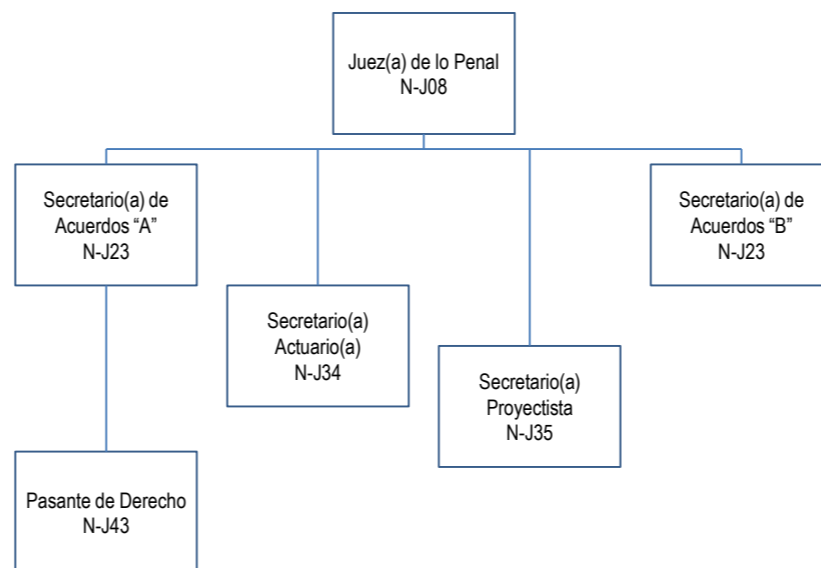 Juez(a) de lo Penal
N-J08
Secretario(a) de
Acuerdos “A”
N-J23
Secretario(a) de
Acuerdos “B”
N-J23
Secretario(a)
Actuario(a)
N-J34
Secretario(a)
Proyectista
N-J35
Pasante de Derecho
N-J43